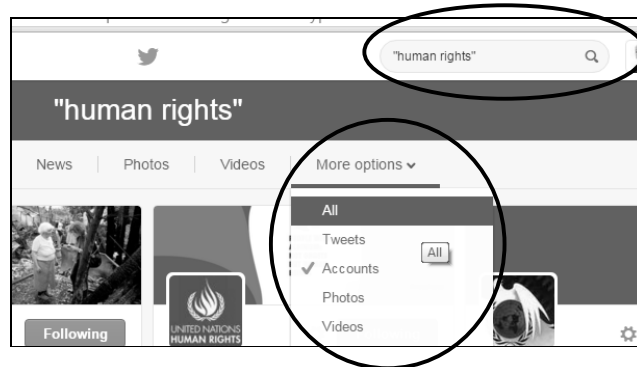 "human rights"
"human rights"
News Photos Videos More options
All
Tweets
All
Accounts
Photos
Videos
Following
UNITED NATIONS
HUMAN RIGHTS